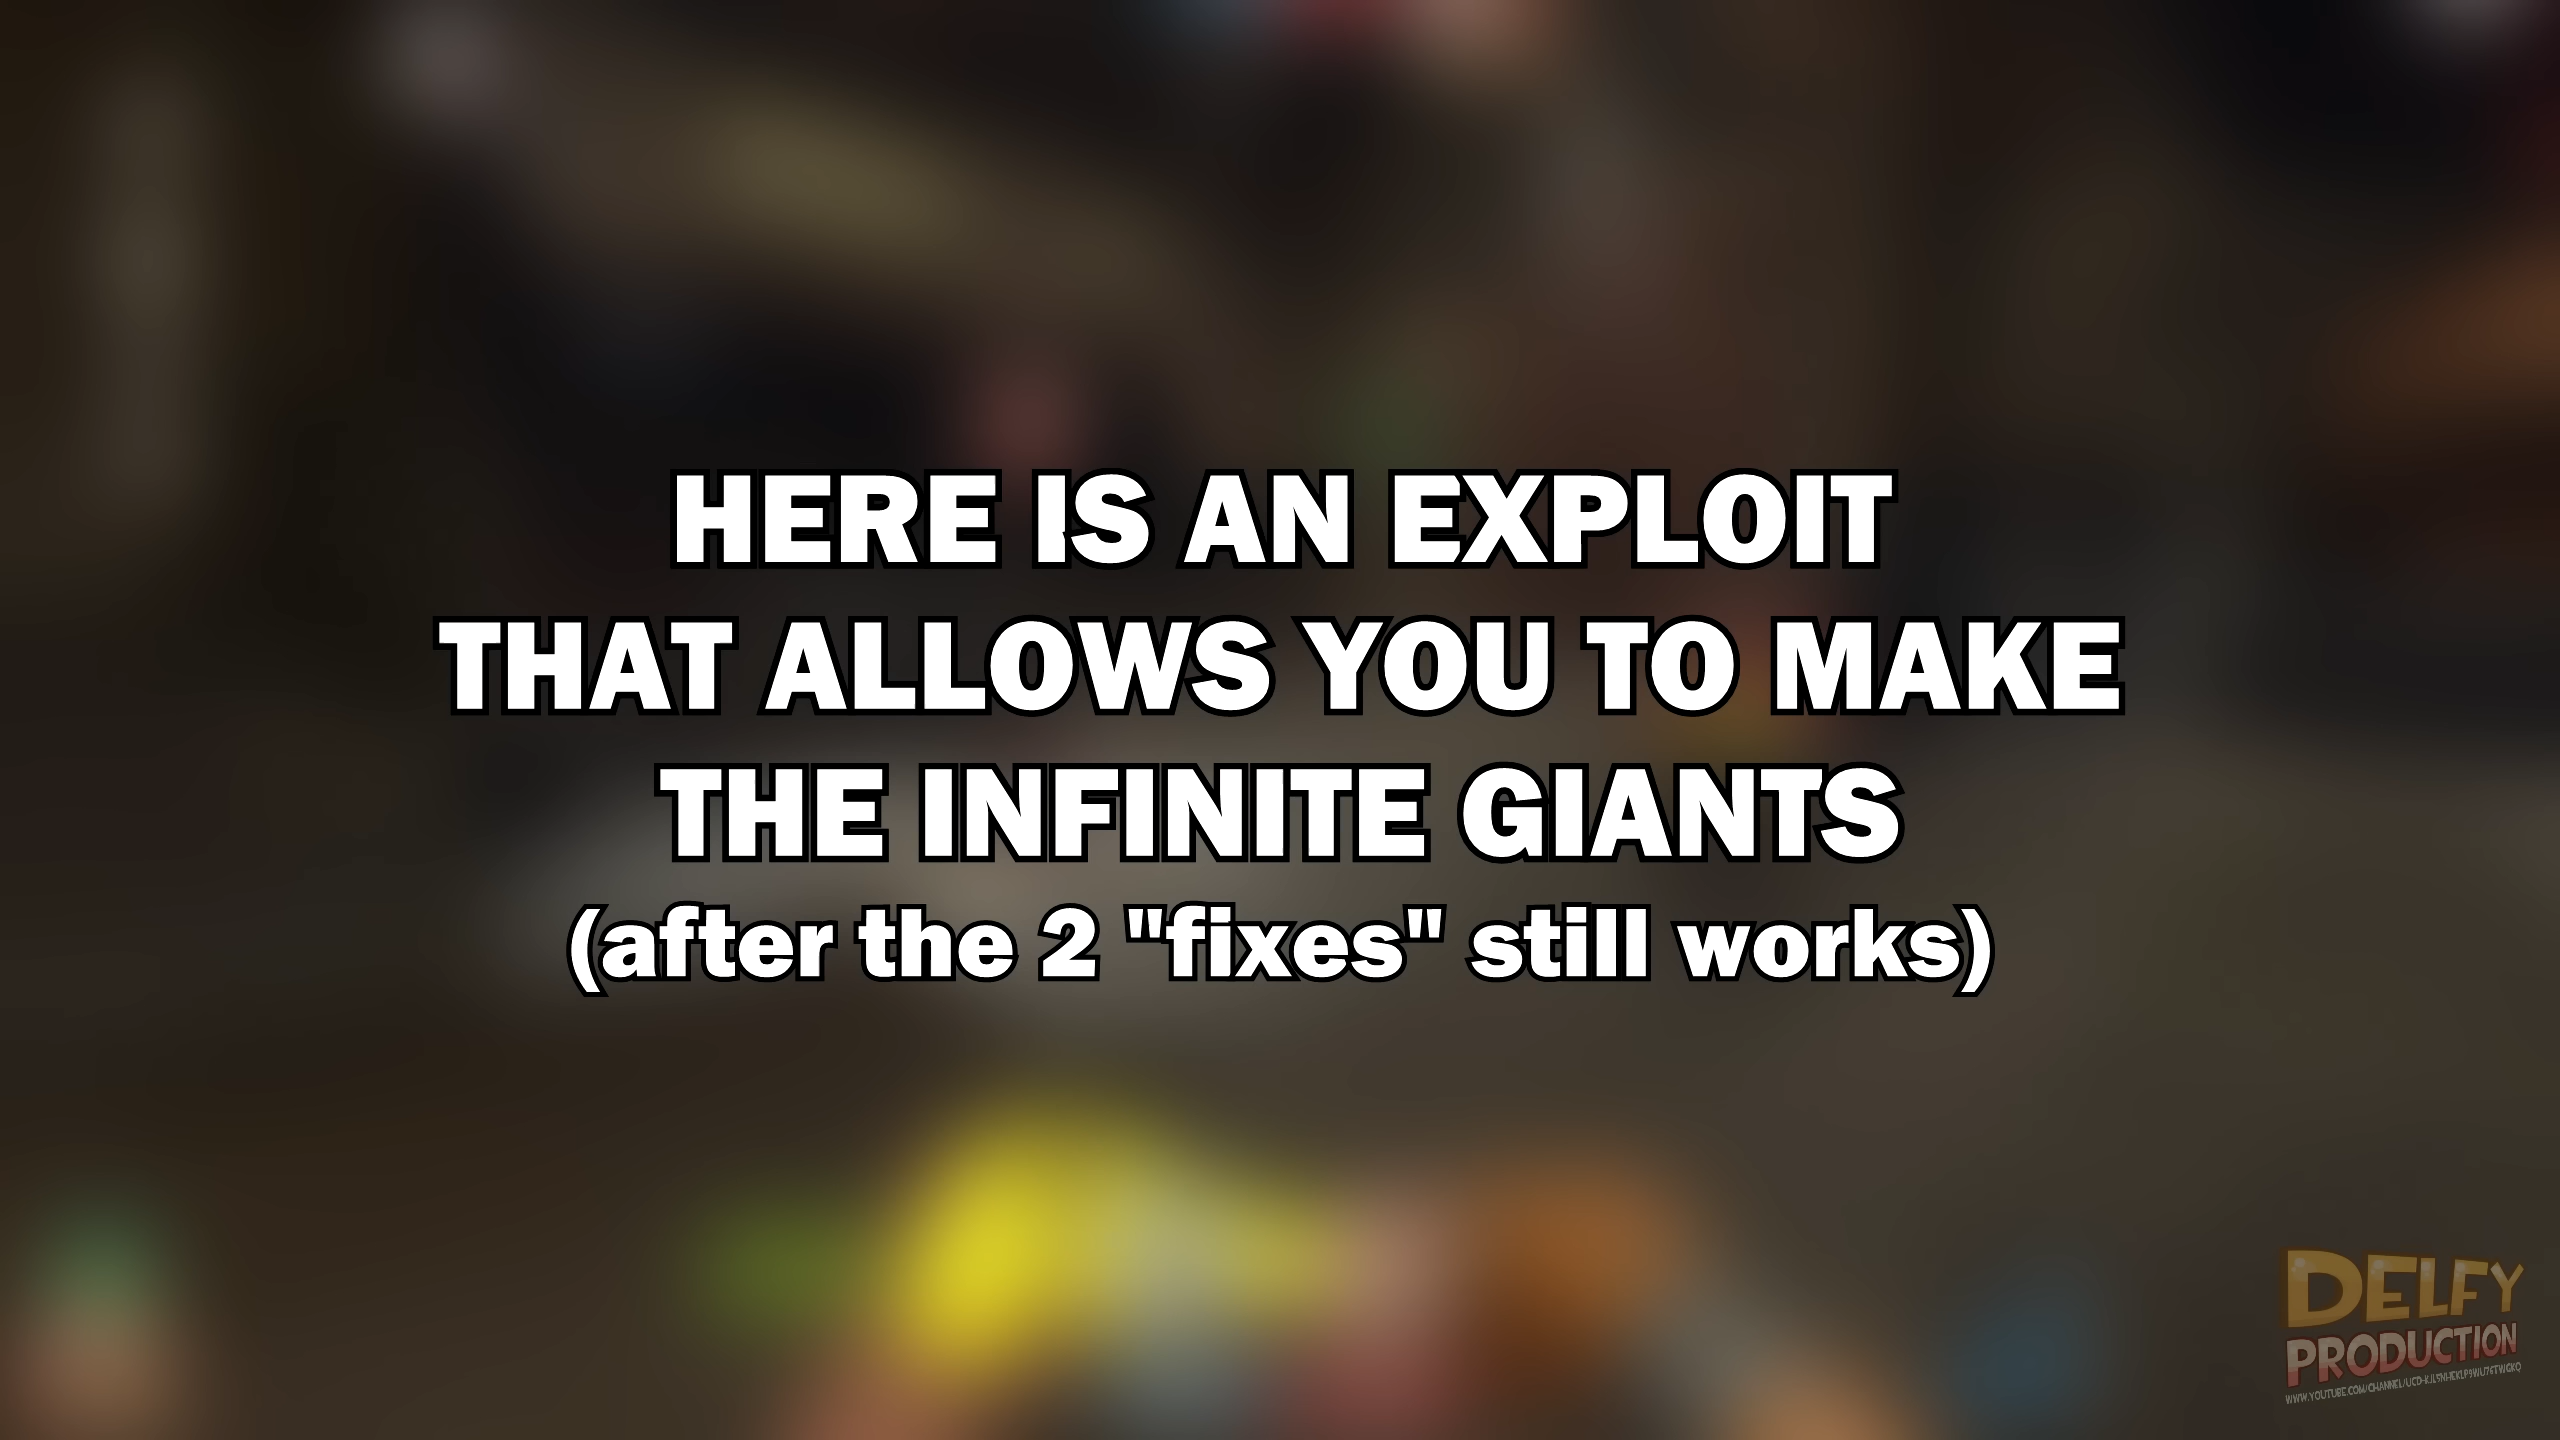 HERE IS AN EXPLOIT
THAT ALLOWS YOU TO MAKE
THE INFINITE GIANTS
(after the 2 "fixes" still works)
DELFY
PRODUCTION